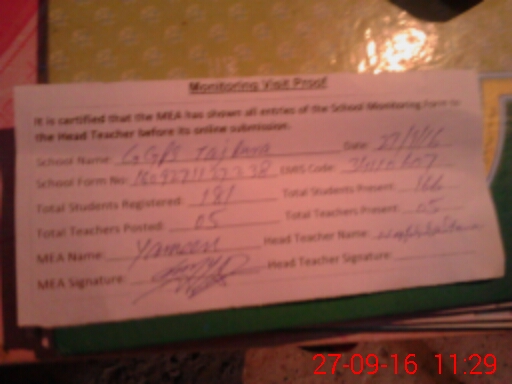 Monitoring Visit Proof
It is certified that the MEA has shown all entries of the School Monitoring Form to
the Head Teacher before its online submission.
School Name: GGPS Date: 27/9/16
School Form No: EMIS Code:
Total Students Registered: 181 Total Students Present: 166
Total Teachers Posted: 05 Total Teachers Present: 05
MEA Name: Yameen Head Teacher Name:
MEA Signature: Head Teacher Signature:
27-09-16 11:29